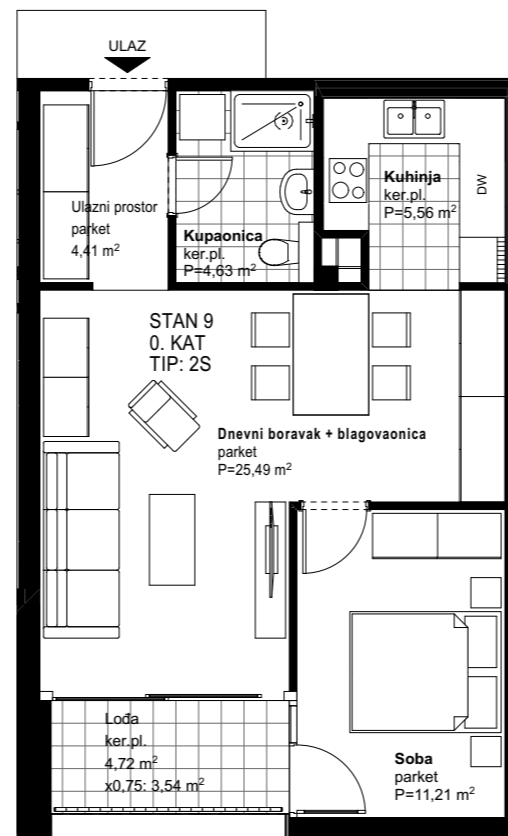 ULAZ
Ulazni prostor
parket
4,41 m²
Kupaonica
ker.pl.
P=4,63 m²
Kuhinja
ker.pl.
P=5,56 m²
DW
STAN 9
0. KAT
TIP: 2S
Dnevni boravak + blagovaonica
parket
P=25,49 m²
Lođa
ker.pl.
4,72 m²
x0,75: 3,54 m²
Soba
parket
P=11,21 m²